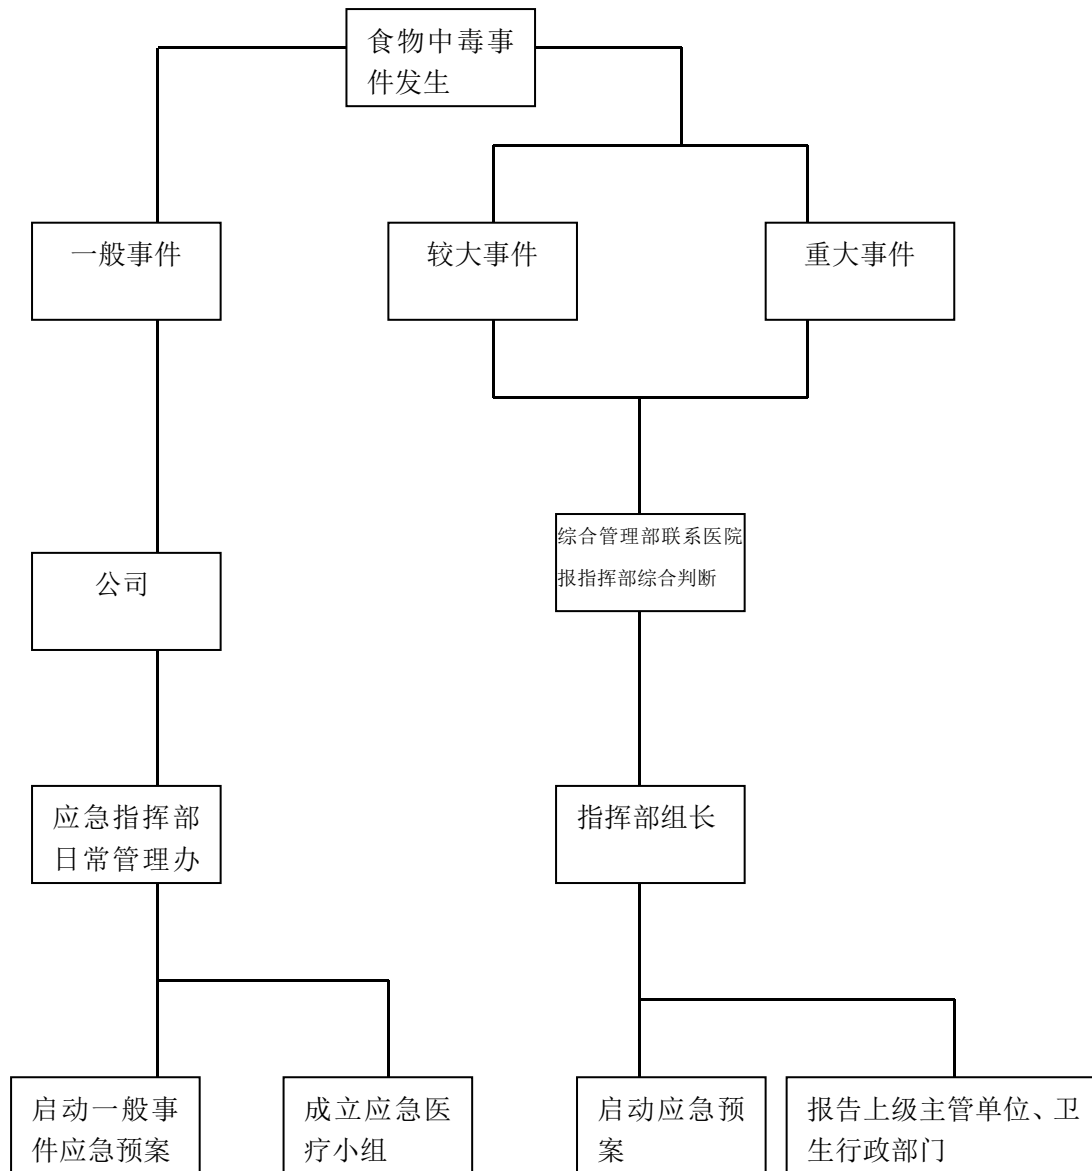 食物中毒事
件发生
一般事件
较大事件
重大事件
综合管理部联系医院
报指挥部综合判断
公司
应急指挥部
日常管理办
指挥部组长
启动一般事
件应急预案
成立应急医
疗小组
启动应急预
案
报告上级主管单位、卫
生行政部门